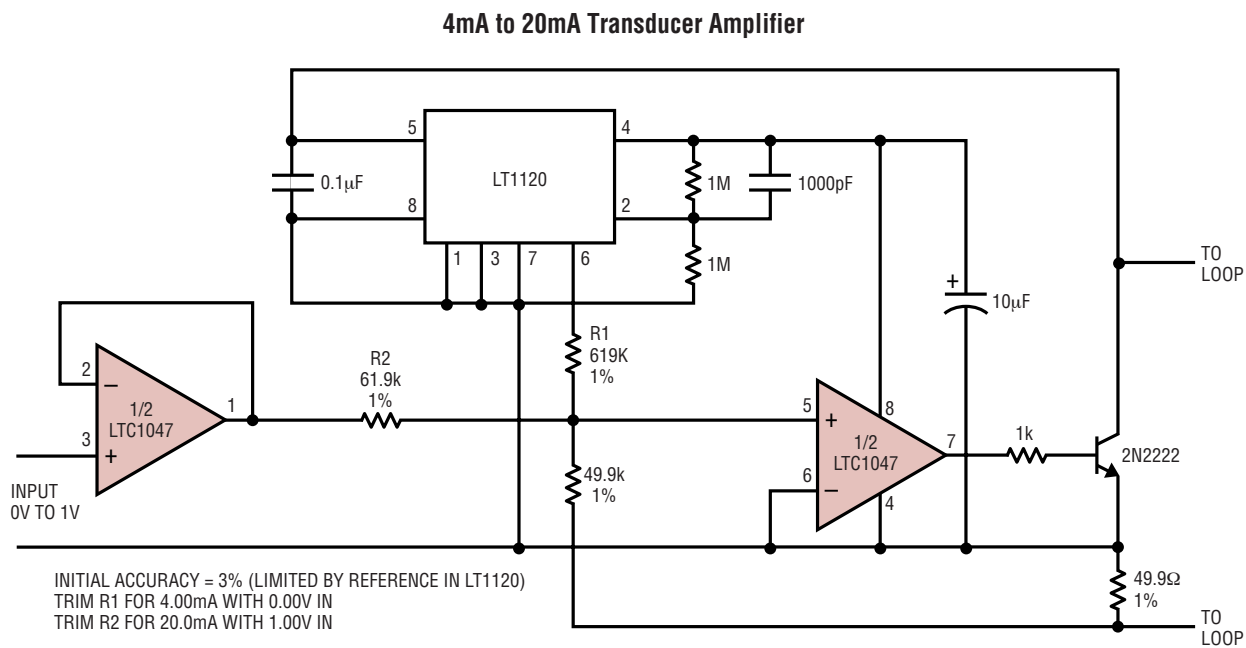 4mA to 20mA Transducer Amplifier
5
4
LT1120
0.1µF
1M
1000pF
8
2
1
3
7
6
1M
TO
LOOP
+
10µF
R1
619K
1%
R2
61.9k
1%
2
–
1/2
LTC1047
1
3
+
5
+
8
1/2
LTC1047
7
1k
2N2222
6
–
4
49.9k
1%
INPUT
0V TO 1V
INITIAL ACCURACY = 3% (LIMITED BY REFERENCE IN LT1120)
TRIM R1 FOR 4.00mA WITH 0.00V IN
TRIM R2 FOR 20.0mA WITH 1.00V IN
49.9Ω
1%
TO
LOOP